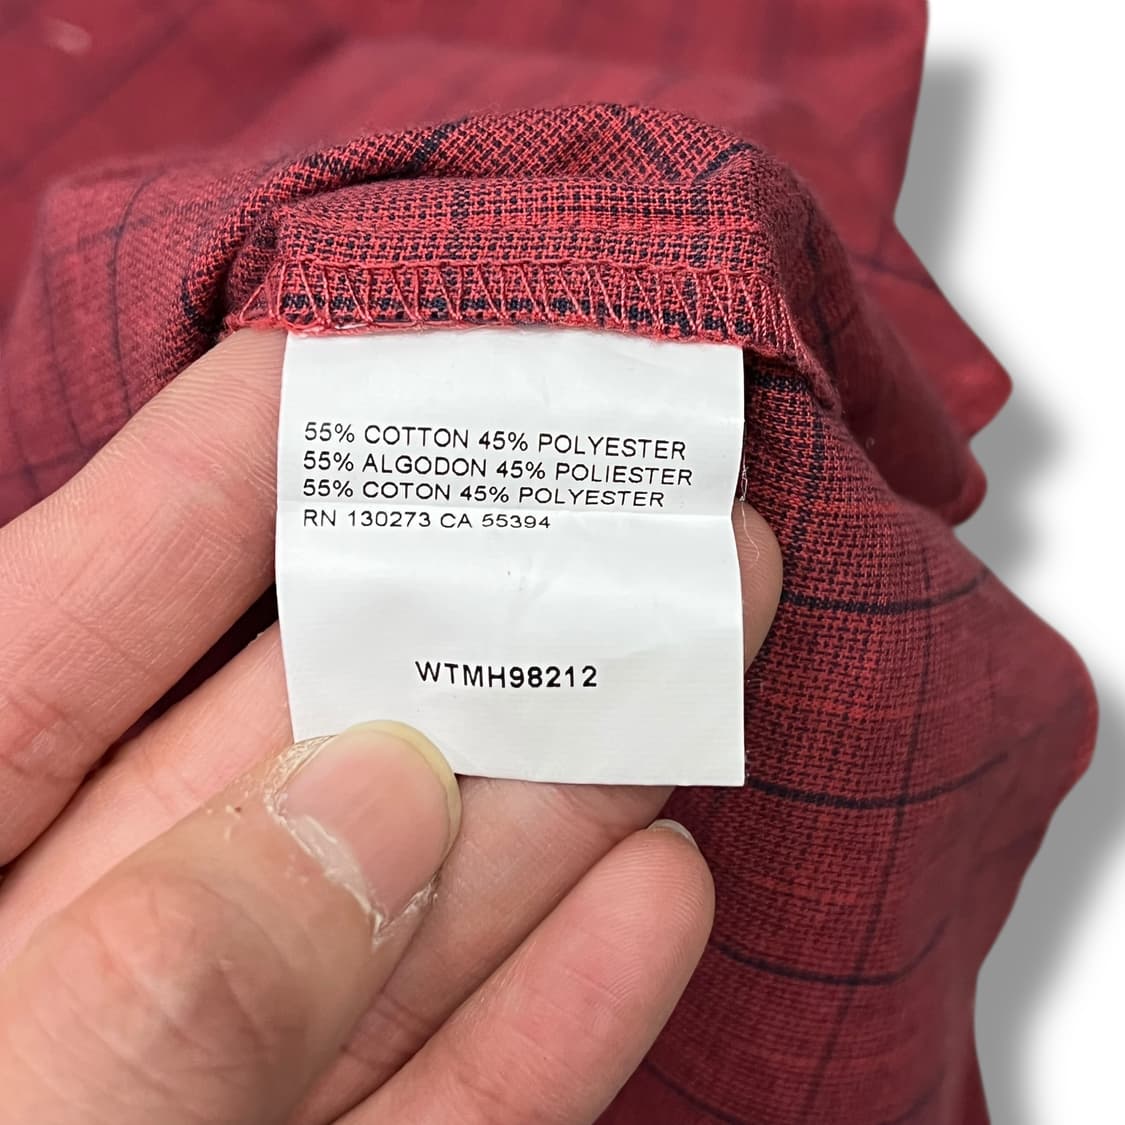 55% COTTON 45% POLYESTER
55% ALGODON 45% POLIESTER
55% COTON 45% POLYESTER
RN 130273 CA 55394
WTMH98212